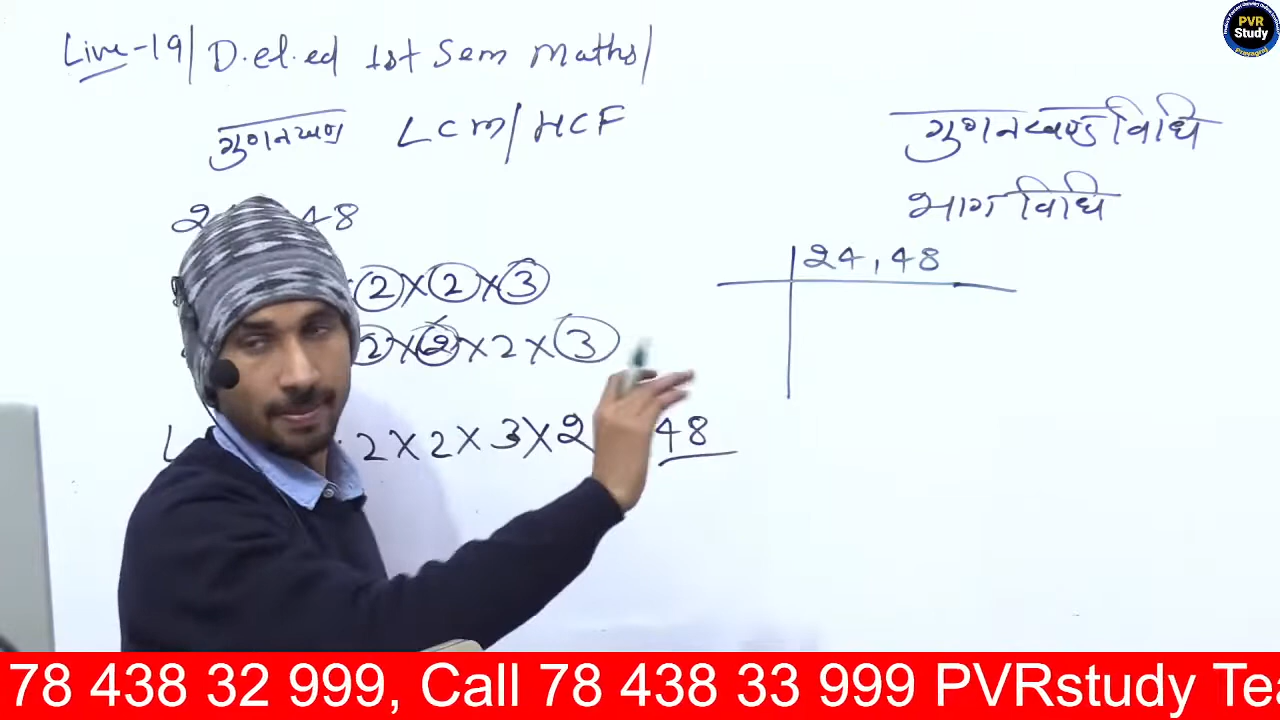 Live-19/ D.el.ed 1st Sem Maths/
गुणनखण्ड LCM/HCF
48
2×2×3
2×2×2×3
2×2×3×2 48
गुणनखण्ड विधि
भाग विधि
24,48
PVR
Study
Prayagraj
78 438 32 999, Call 78 438 33 999 PVRstudy Tea